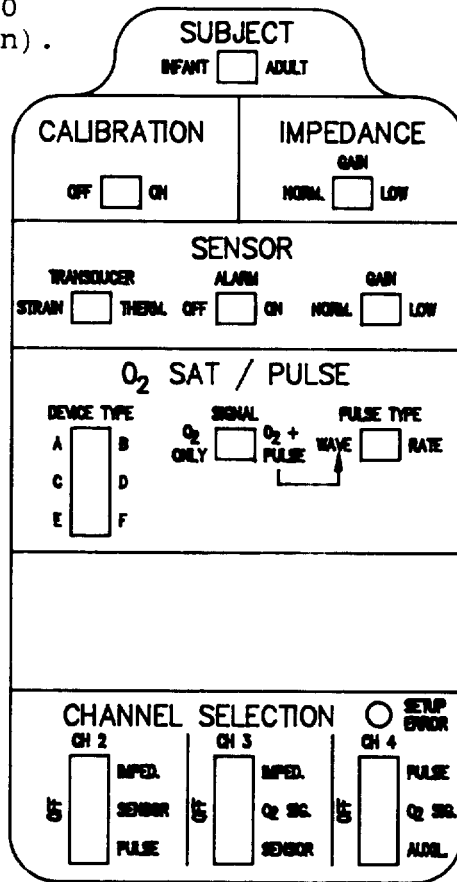 0
n).
SUBJECT
INFANT ADULT
CALIBRATION
OFF ON
IMPEDANCE
GAIN
NORM. LOW
SENSOR
TRANSDUCER
STRAIN THERM.
ALARM
OFF ON
GAIN
NORM. LOW
O₂ SAT / PULSE
DEVICE TYPE
A B
C D
E F
SIGNAL
O₂ ONLY O₂ + PULSE
PULSE TYPE
WAVE RATE
CHANNEL SELECTION
SETUP
ERROR
CH 2
OFF
IMPED.
SENSOR
PULSE
CH 3
OFF
IMPED.
O₂ SIG.
SENSOR
CH 4
OFF
PULSE
O₂ SIG.
AUXIL.